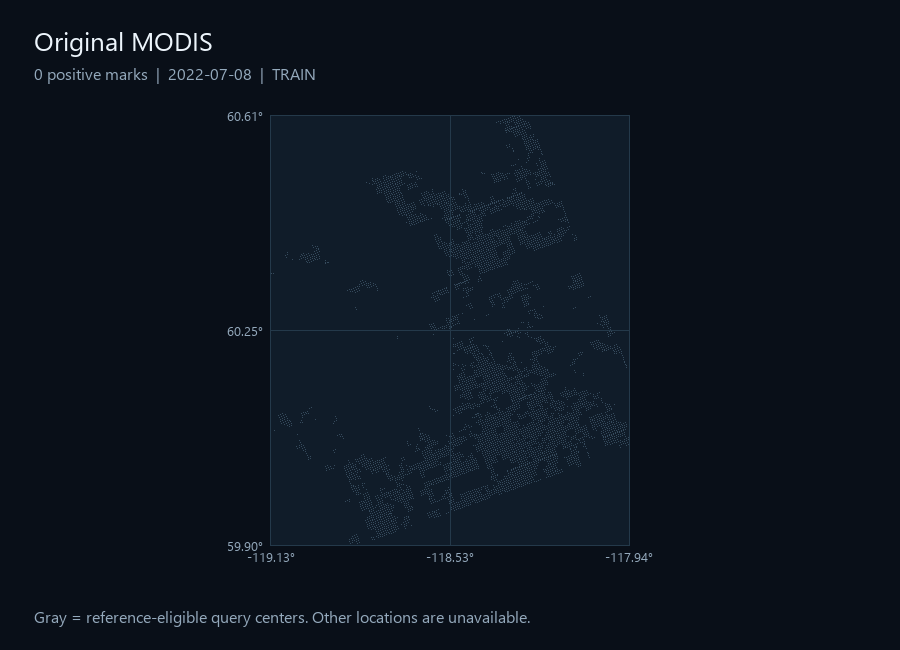 Original MODIS
0 positive marks | 2022-07-08 | TRAIN
60.61°
60.25°
59.90°
-119.13° -118.53° -117.94°
Gray = reference-eligible query centers. Other locations are unavailable.